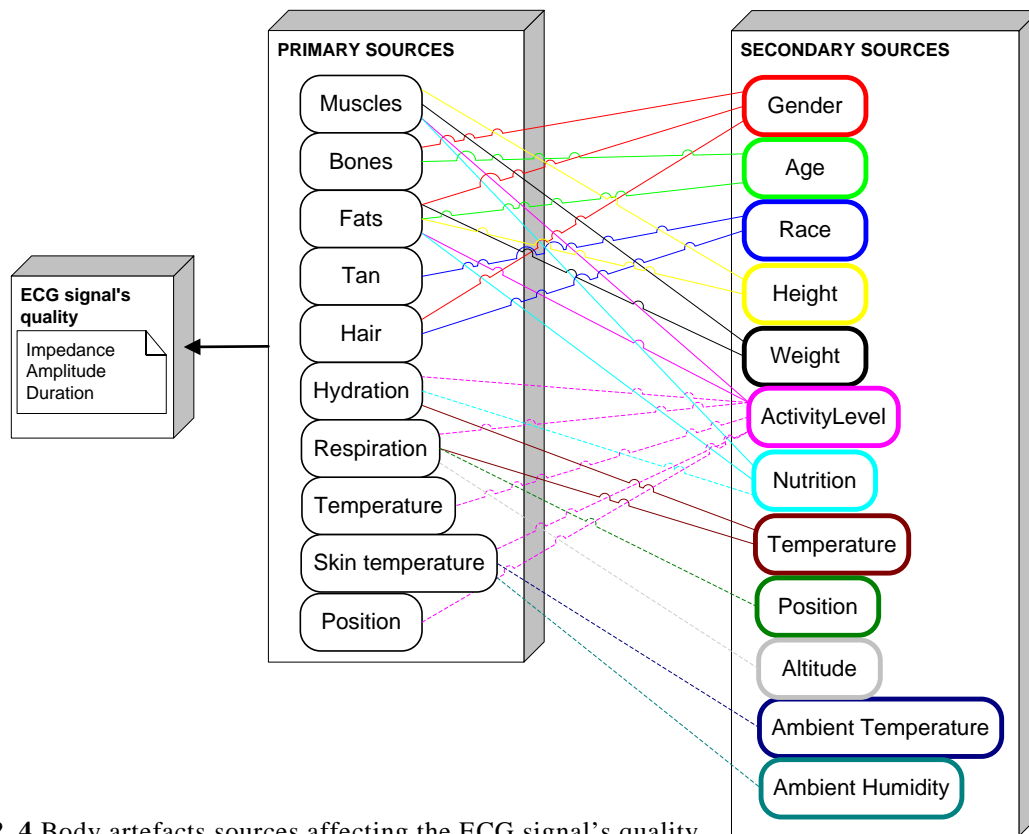 PRIMARY SOURCES
Muscles
Bones
Fats
Tan
Hair
Hydration
Respiration
Temperature
Skin temperature
Position
SECONDARY SOURCES
Gender
Age
Race
Height
Weight
ActivityLevel
Nutrition
Temperature
Position
Altitude
Ambient Temperature
Ambient Humidity
ECG signal's
quality
Impedance
Amplitude
Duration
4 Body artefacts sources affecting the ECG signal's quality